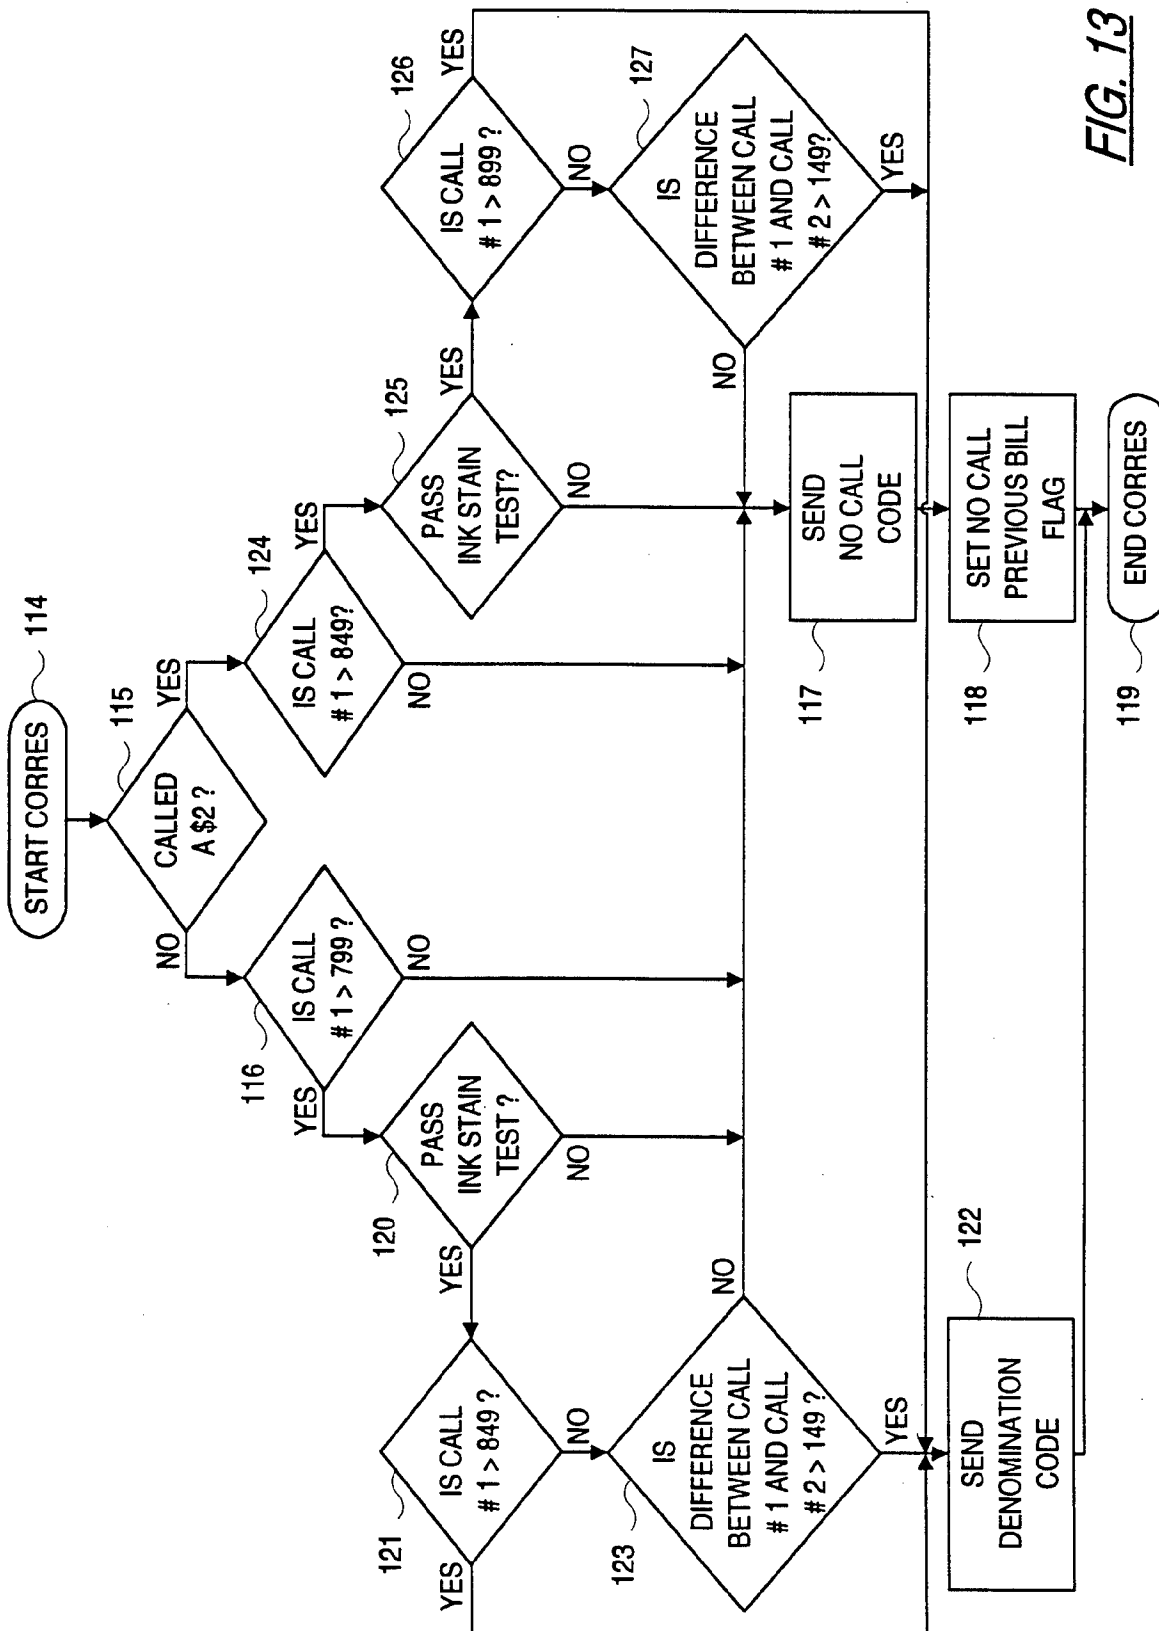 START CORRES
114
CALLED
A $2 ?
115
NO
YES
IS CALL
# 1 > 799 ?
116
YES
NO
IS CALL
# 1 > 849?
124
YES
NO
PASS
INK STAIN
TEST ?
120
YES
NO
PASS
INK STAIN
TEST?
125
YES
NO
IS CALL
# 1 > 849 ?
121
YES
NO
IS CALL
# 1 > 899 ?
126
YES
NO
IS
DIFFERENCE
BETWEEN CALL
# 1 AND CALL
# 2 > 149 ?
123
NO
YES
IS
DIFFERENCE
BETWEEN CALL
# 1 AND CALL
# 2 > 149?
127
NO
YES
SEND
NO CALL
CODE
117
SEND
DENOMINATION
CODE
122
SET NO CALL
PREVIOUS BILL
FLAG
118
END CORRES
119
FIG. 13